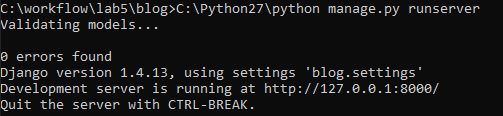 C:\workflow\lab5\blog>C:\Python27\python manage.py runserver
Validating models...
0 errors found
Django version 1.4.13, using settings 'blog.settings'
Development server is running at http://127.0.0.1:8000/
Quit the server with CTRL-BREAK.